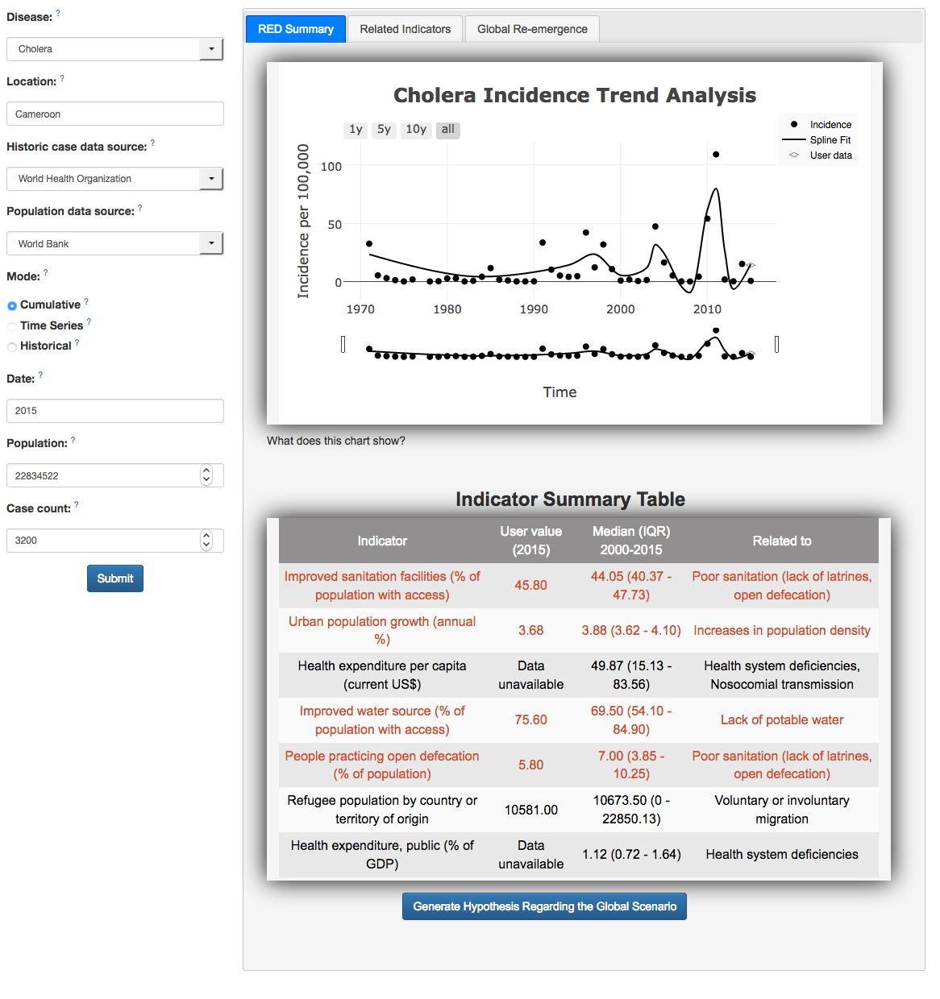 Disease: ?
Cholera
Location: ?
Cameroon
Historic case data source: ?
World Health Organization
Population data source: ?
World Bank
Mode: ?
Cumulative ?
Time Series ?
Historical ?
Date: ?
2015
Population: ?
22834522
Case count: ?
3200
Submit
RED Summary
Related Indicators
Global Re-emergence
Cholera Incidence Trend Analysis
1y 5y 10y all
Incidence
Spline Fit
User data
Incidence per 100,000
100
50
0
1970 1980 1990 2000 2010
Time
What does this chart show?
Indicator Summary Table
Indicator
User value
(2015)
Median (IQR)
2000-2015
Related to
Improved sanitation facilities (% of
population with access)
45.80
44.05 (40.37 -
47.73)
Poor sanitation (lack of latrines,
open defecation)
Urban population growth (annual
%)
3.68
3.88 (3.62 - 4.10)
Increases in population density
Health expenditure per capita
(current US$)
Data
unavailable
49.87 (15.13 -
83.56)
Health system deficiencies,
Nosocomial transmission
Improved water source (% of
population with access)
75.60
69.50 (54.10 -
84.90)
Lack of potable water
People practicing open defecation
(% of population)
5.80
7.00 (3.85 -
10.25)
Poor sanitation (lack of latrines,
open defecation)
Refugee population by country or
territory of origin
10581.00
10673.50 (0 -
22850.13)
Voluntary or involuntary
migration
Health expenditure, public (% of
GDP)
Data
unavailable
1.12 (0.72 - 1.64)
Health system deficiencies
Generate Hypothesis Regarding the Global Scenario